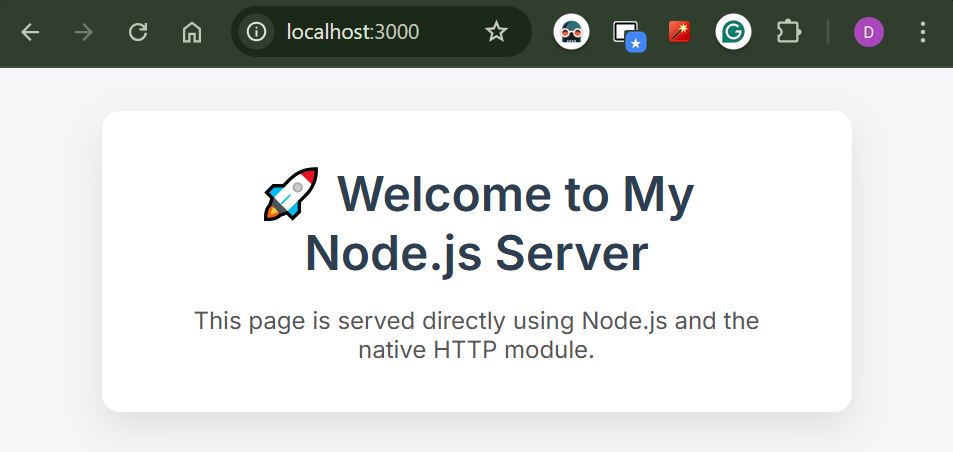 localhost:3000
D
🚀 Welcome to My
Node.js Server
This page is served directly using Node.js and the
native HTTP module.